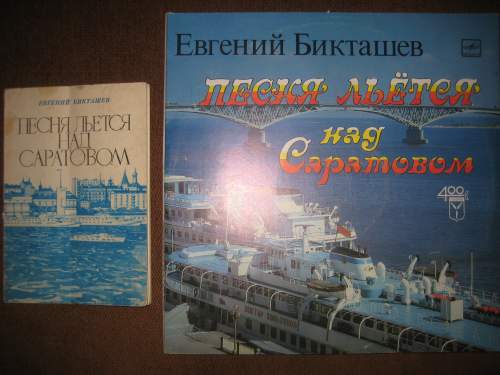 ЕВГЕНИЙ БИКТАШЕВ
ПЕСНЯ ЛЬЕТСЯ
НАД
САРАТОВОМ
Евгений Бикташев
ПЕСНЯ ЛЬЁТСЯ
над
Саратовом
400